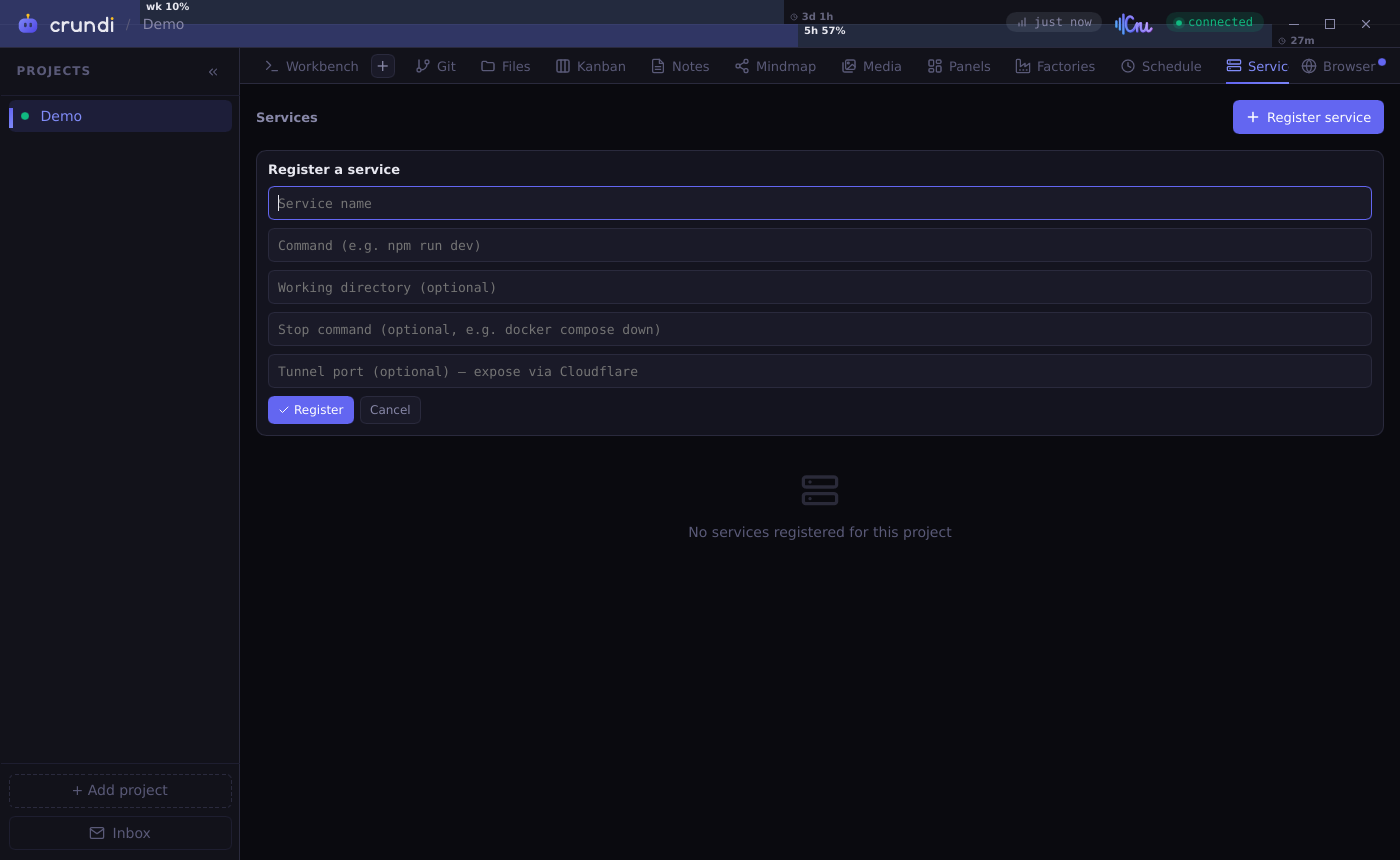 wk 10%
crundi / Demo
3d 1h
5h 57%
just now
Cru
connected
27m
PROJECTS
Workbench
Git
Files
Kanban
Notes
Mindmap
Media
Panels
Factories
Schedule
Servic
Browser
Demo
Services
Register service
Register a service
Service name
Command (e.g. npm run dev)
Working directory (optional)
Stop command (optional, e.g. docker compose down)
Tunnel port (optional) — expose via Cloudflare
Register
Cancel
No services registered for this project
+ Add project
Inbox